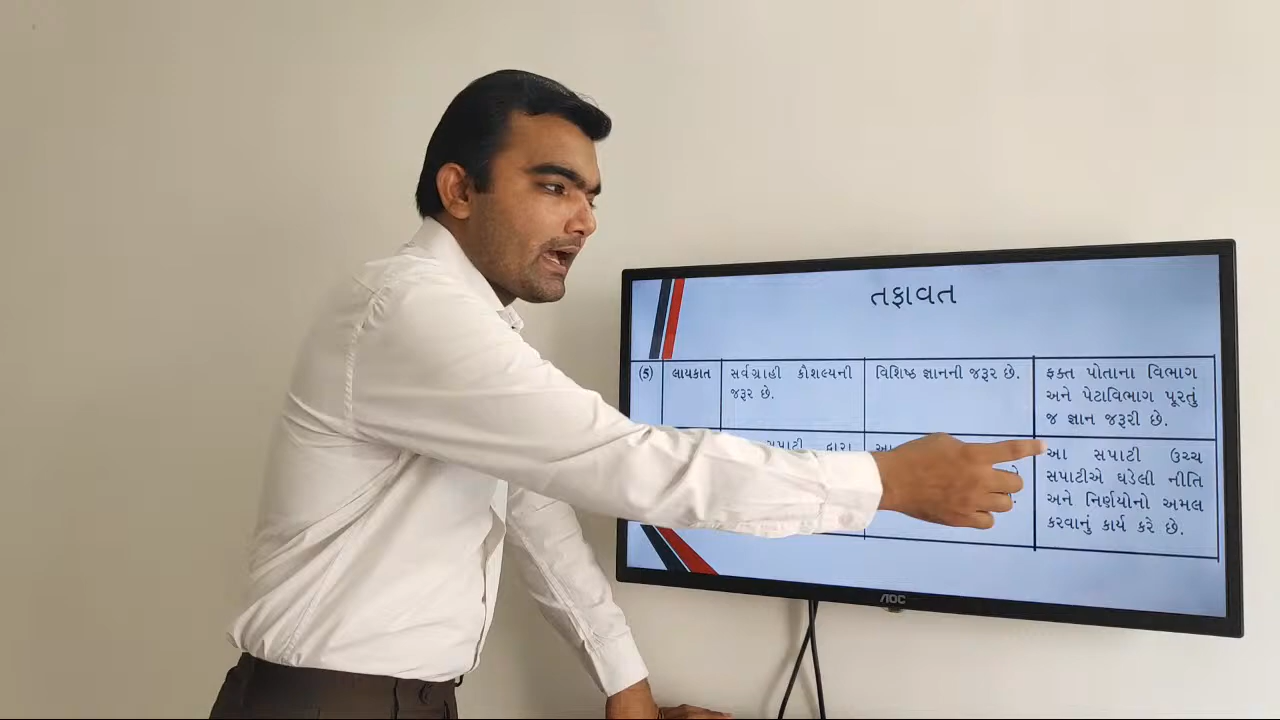 તફાવત
(5) લાયકાત સર્વગ્રાહી કૌશલ્યની વિશિષ્ઠ જ્ઞાનની જરૂર છે. ફક્ત પોતાના વિભાગ
જરૂર છે. અને પેટાવિભાગ પૂરતું
જ જ્ઞાન જરૂરી છે.
સપાટી દ્વારા આ સપાટી ઉચ્ચ
સપાટીએ ઘડેલી નીતિ
અને નિર્ણયોનો અમલ
કરવાનું કાર્ય કરે છે.
AOC